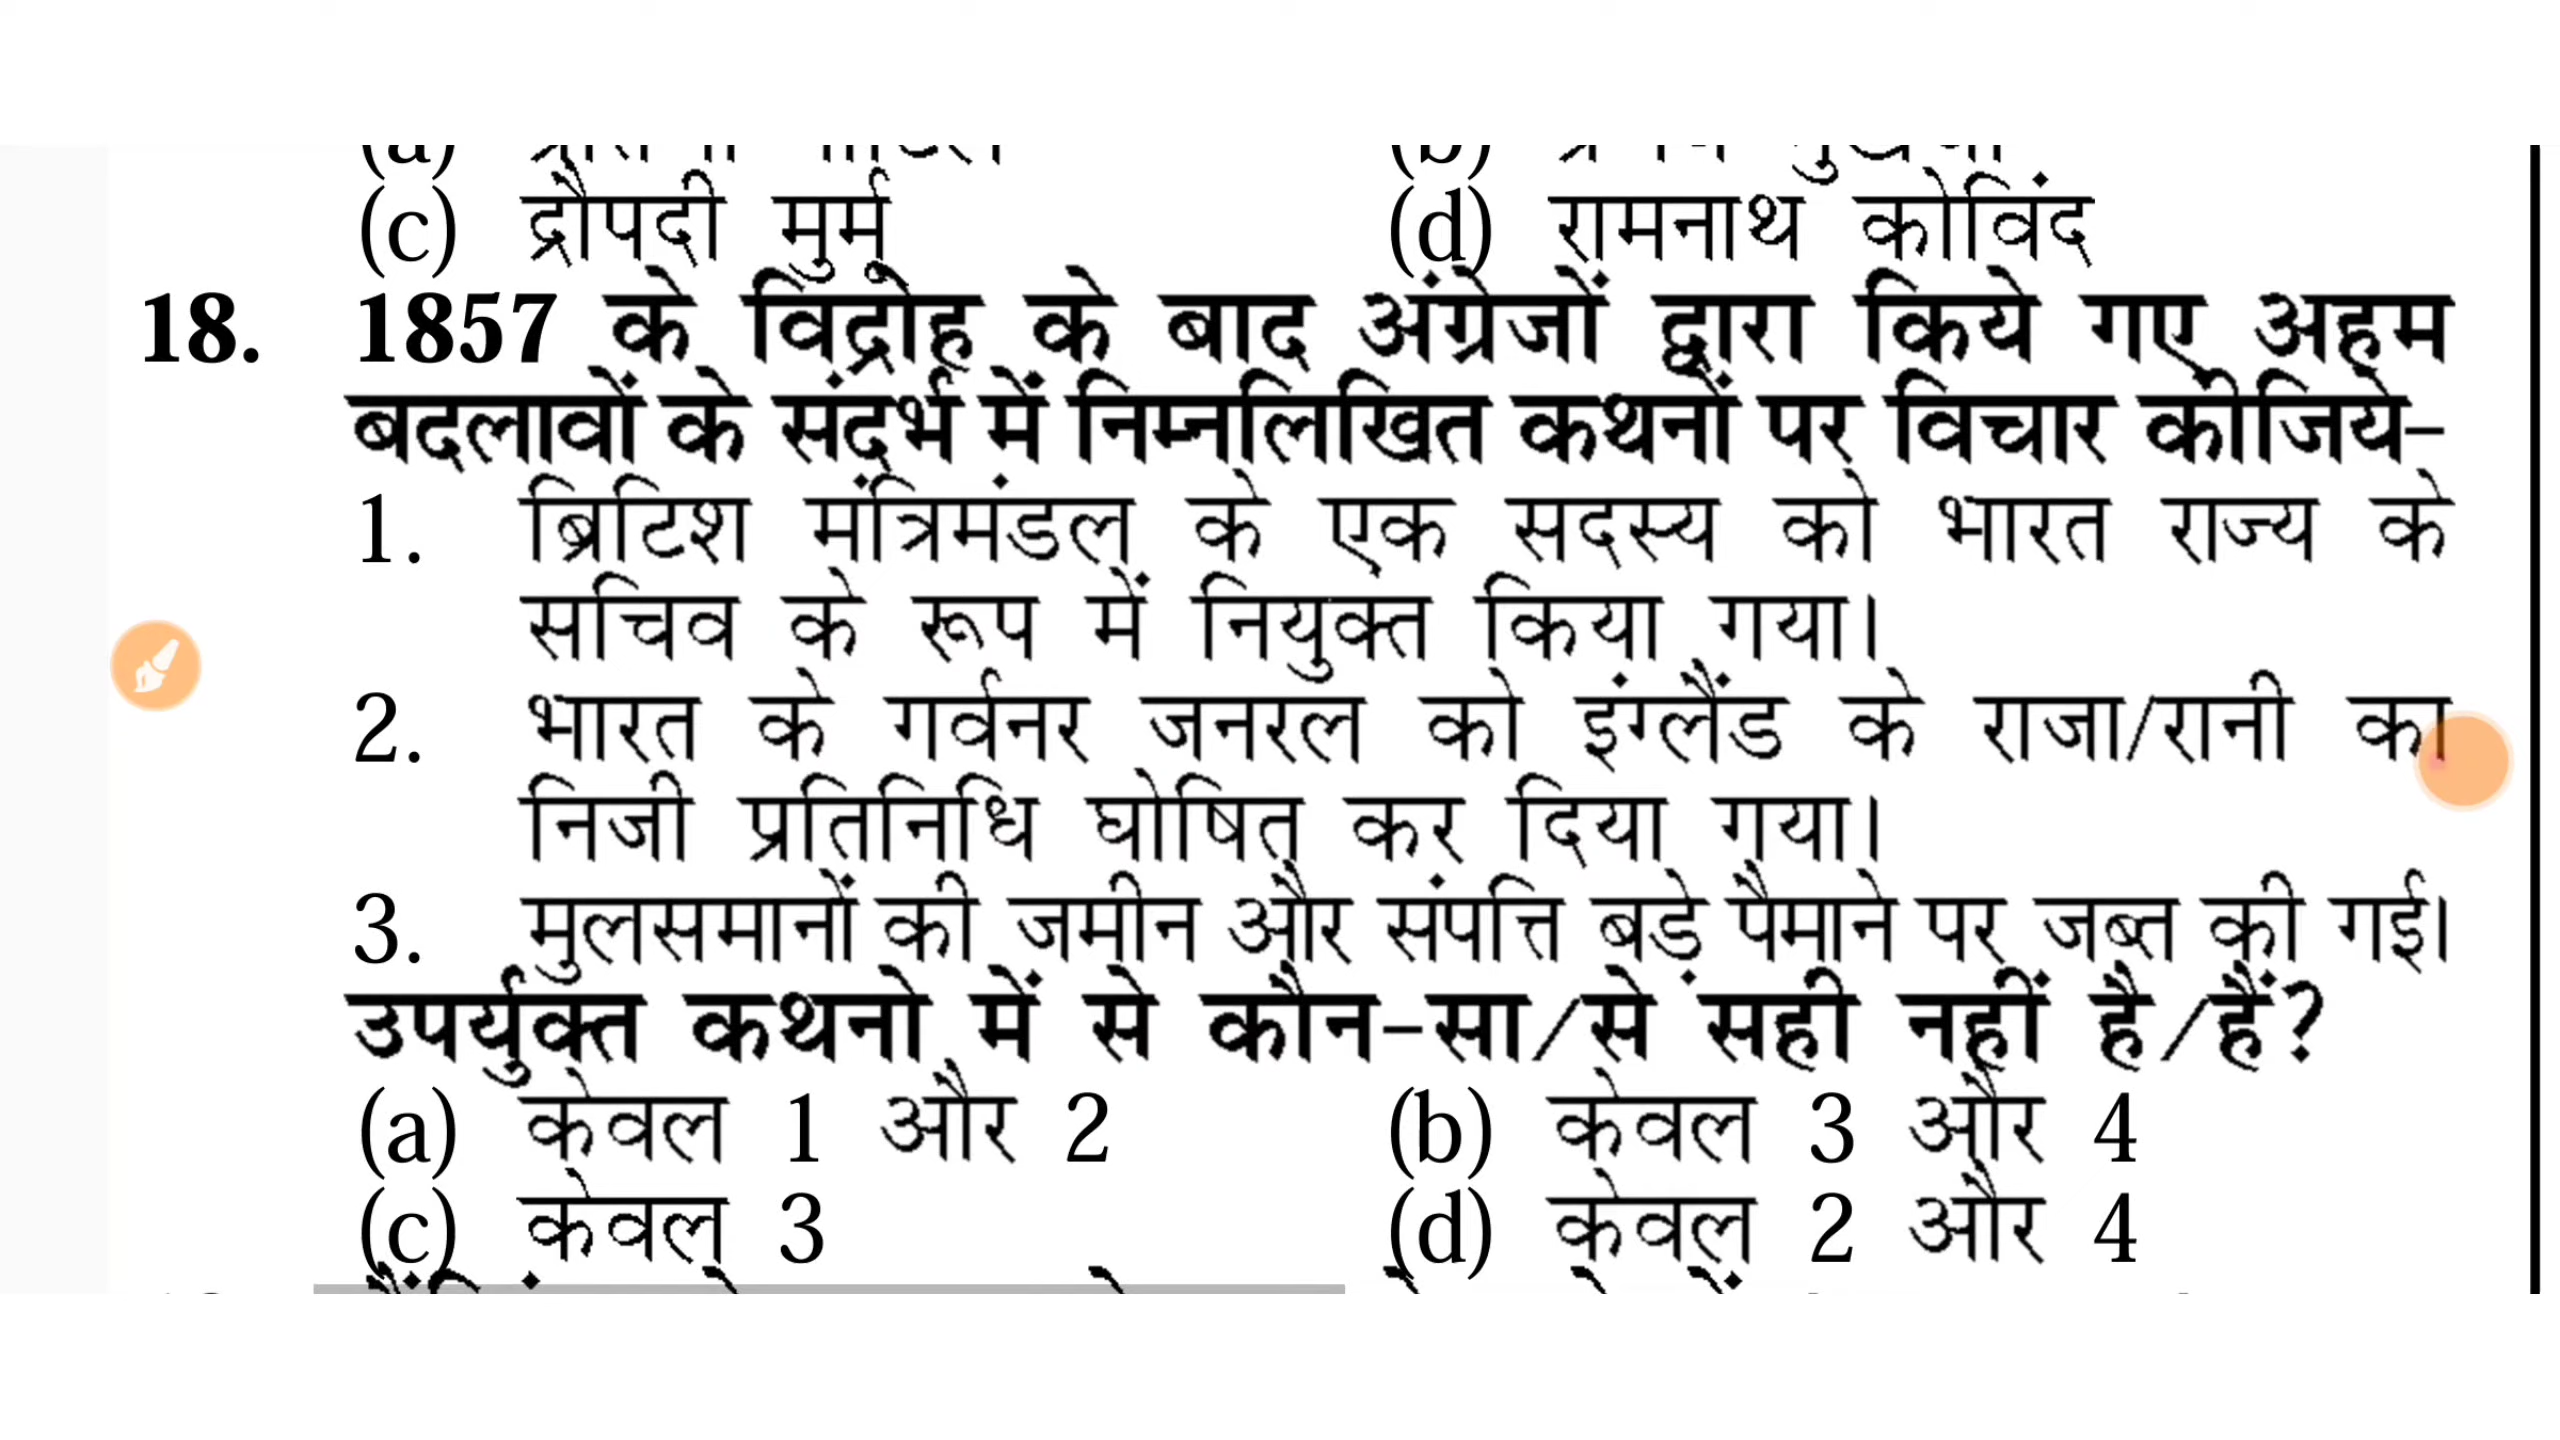 (c) द्रौपदी मुर्मू (d) रामनाथ कोविंद
18. 1857 के विद्रोह के बाद अंग्रेजों द्वारा किये गए अहम
बदलावों के संदर्भ में निम्नलिखित कथनों पर विचार कीजिये-
1. ब्रिटिश मंत्रिमंडल के एक सदस्य को भारत राज्य के
सचिव के रूप में नियुक्त किया गया।
2. भारत के गर्वनर जनरल को इंग्लैंड के राजा/रानी का
निजी प्रतिनिधि घोषित कर दिया गया।
3. मुलसमानों की जमीन और संपत्ति बड़े पैमाने पर जब्त की गई।
उपर्युक्त कथनो में से कौन-सा/से सही नहीं है/हैं?
(a) केवल 1 और 2 (b) केवल 3 और 4
(c) केवल 3 (d) केवल 2 और 4